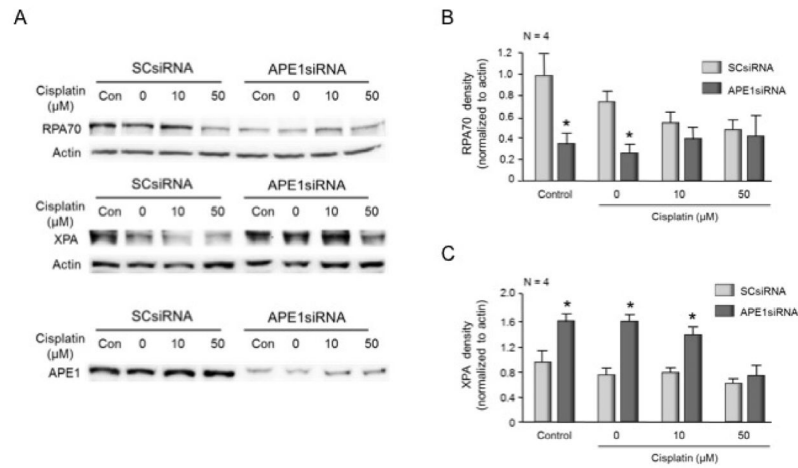 A
SCsiRNA APE1siRNA
Cisplatin
(µM)
Con 0 10 50 Con 0 10 50
RPA70
Actin
SCsiRNA APE1siRNA
Cisplatin
(µM)
Con 0 10 50 Con 0 10 50
XPA
Actin
SCsiRNA APE1siRNA
Cisplatin
(µM)
Con 0 10 50 Con 0 10 50
APE1
B
N = 4
SCsiRNA
APE1siRNA
RPA70 density
(normalized to actin)
1.2
1.0
0.8
0.6
0.4
0.2
0
* *
Control 0 10 50
Cisplatin (µM)
C
N = 4
SCsiRNA
APE1siRNA
XPA density
(normalized to actin)
2.0
1.6
1.2
0.8
0.4
0
* * *
Control 0 10 50
Cisplatin (µM)